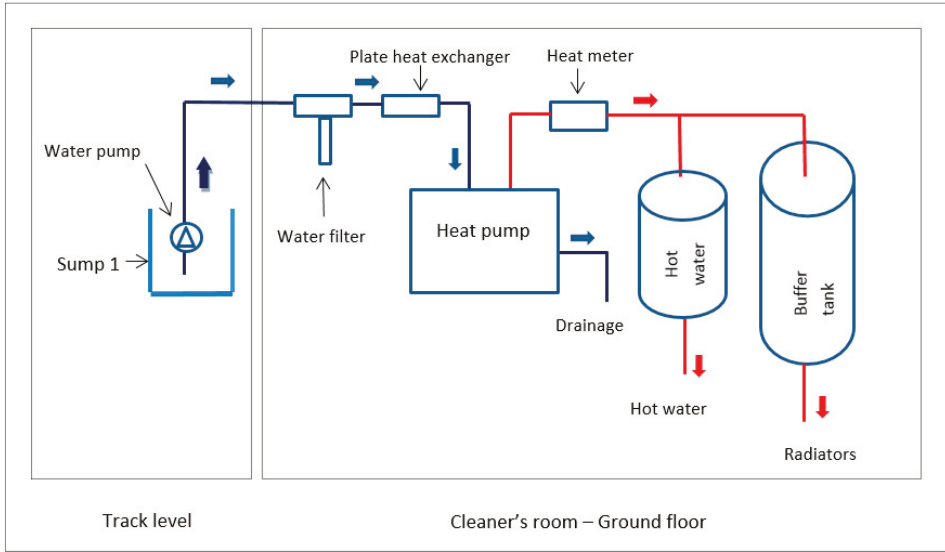 Plate heat exchanger
Heat meter
Water pump
Water filter
Sump 1
Heat pump
Drainage
Hot
water
Buffer
tank
Hot water
Radiators
Track level
Cleaner's room – Ground floor